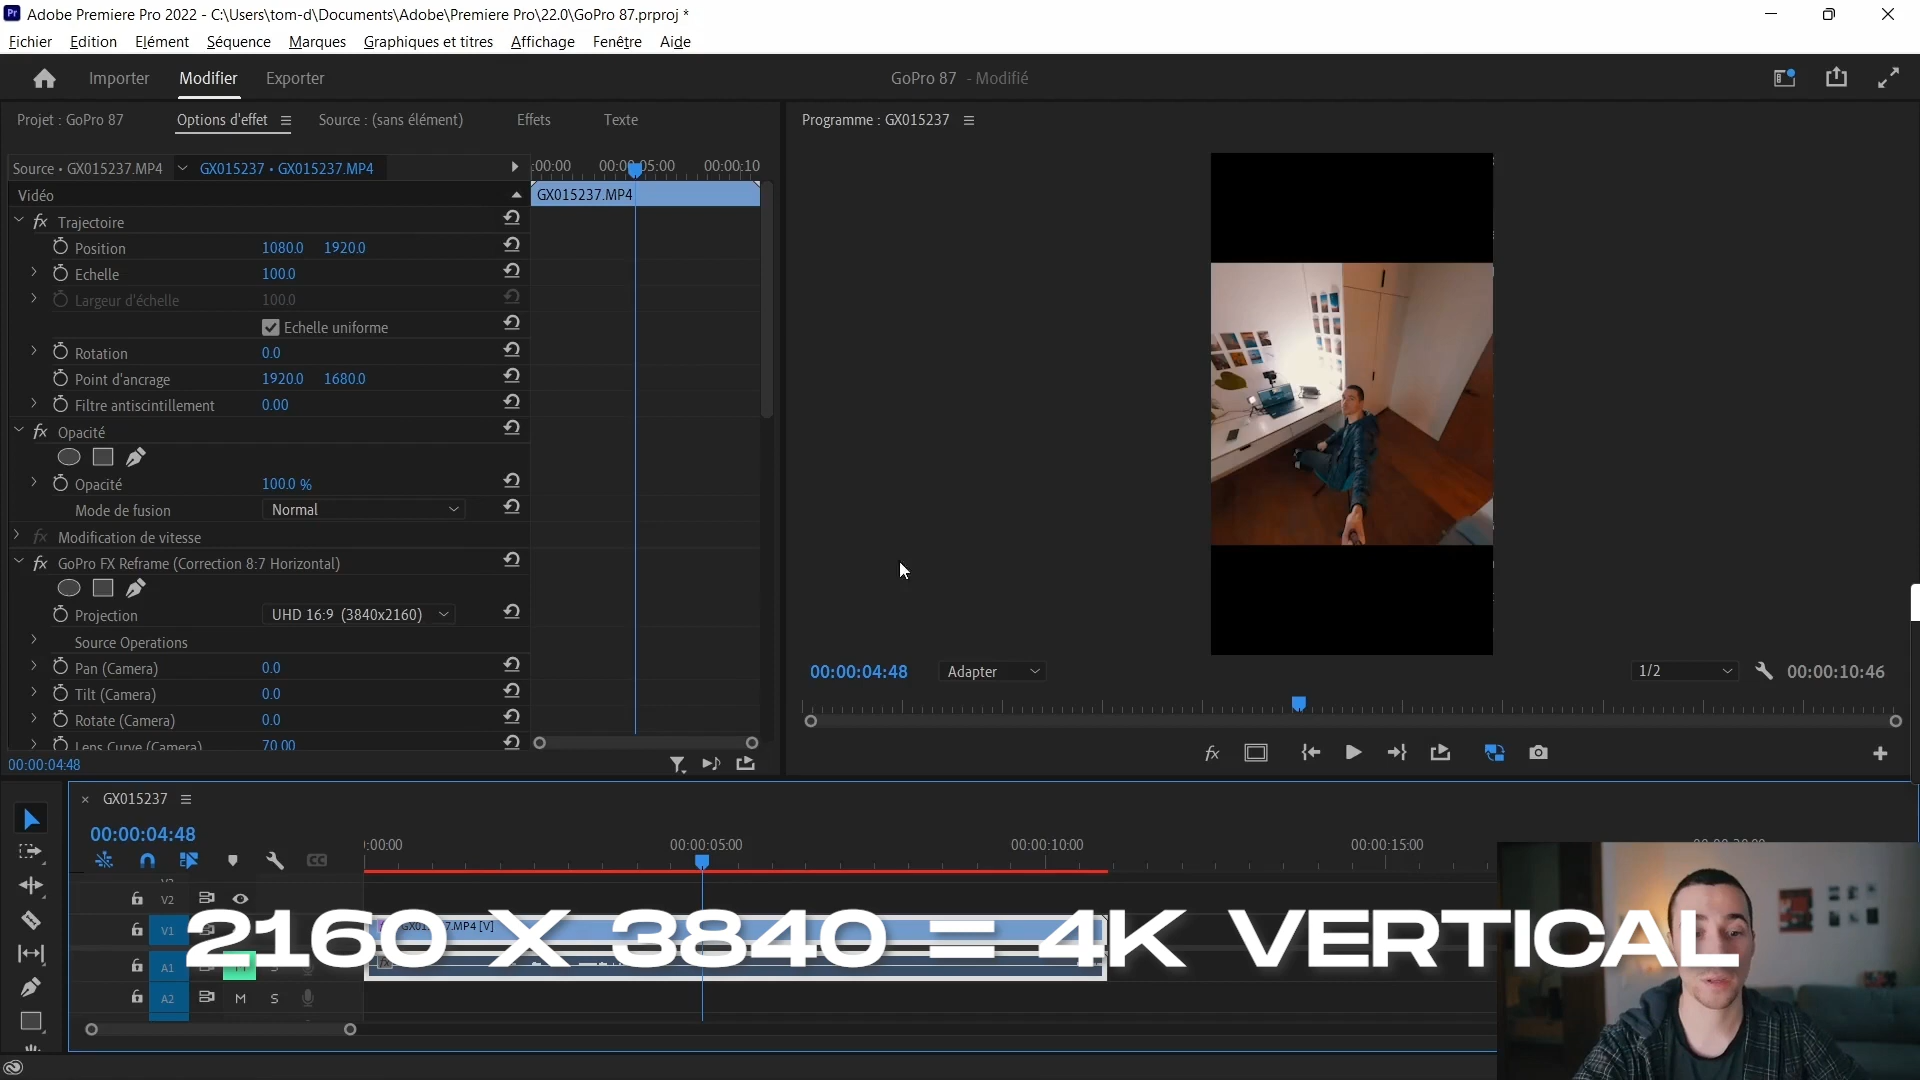 Pr Adobe Premiere Pro 2022 - C:\Users\tom-d\Documents\Adobe\Premiere Pro\22.0\GoPro 87.prproj *
Fichier Edition Elément Séquence Marques Graphiques et titres Affichage Fenêtre Aide
Importer Modifier Exporter
GoPro 87 - Modifié
Projet : GoPro 87 Options d'effet Source : (sans élément) Effets Texte
Programme : GX015237
Source • GX015237.MP4 GX015237 • GX015237.MP4
:00:00 00:00:05:00 00:00:10
Vidéo
GX015237.MP4
fx Trajectoire
Position 1080.0 1920.0
Echelle 100.0
Largeur d'échelle 100.0
Echelle uniforme
Rotation 0.0
Point d'ancrage 1920.0 1680.0
Filtre antiscintillement 0.00
fx Opacité
Opacité 100.0 %
Mode de fusion Normal
fx Modification de vitesse
fx GoPro FX Reframe (Correction 8:7 Horizontal)
Projection UHD 16:9 (3840x2160)
Source Operations
Pan (Camera) 0.0
Tilt (Camera) 0.0
Rotate (Camera) 0.0
Lens Curve (Camera) 70.00
00:00:04:48
00:00:04:48 Adapter 1/2 00:00:10:46
fx
GX015237
00:00:04:48
:00:00 00:00:05:00 00:00:10:00 00:00:15:00
CC
V2
V1
7.MP4 [V]
A1
A2 M S
2160 X 3840 = 4K VERTICAL